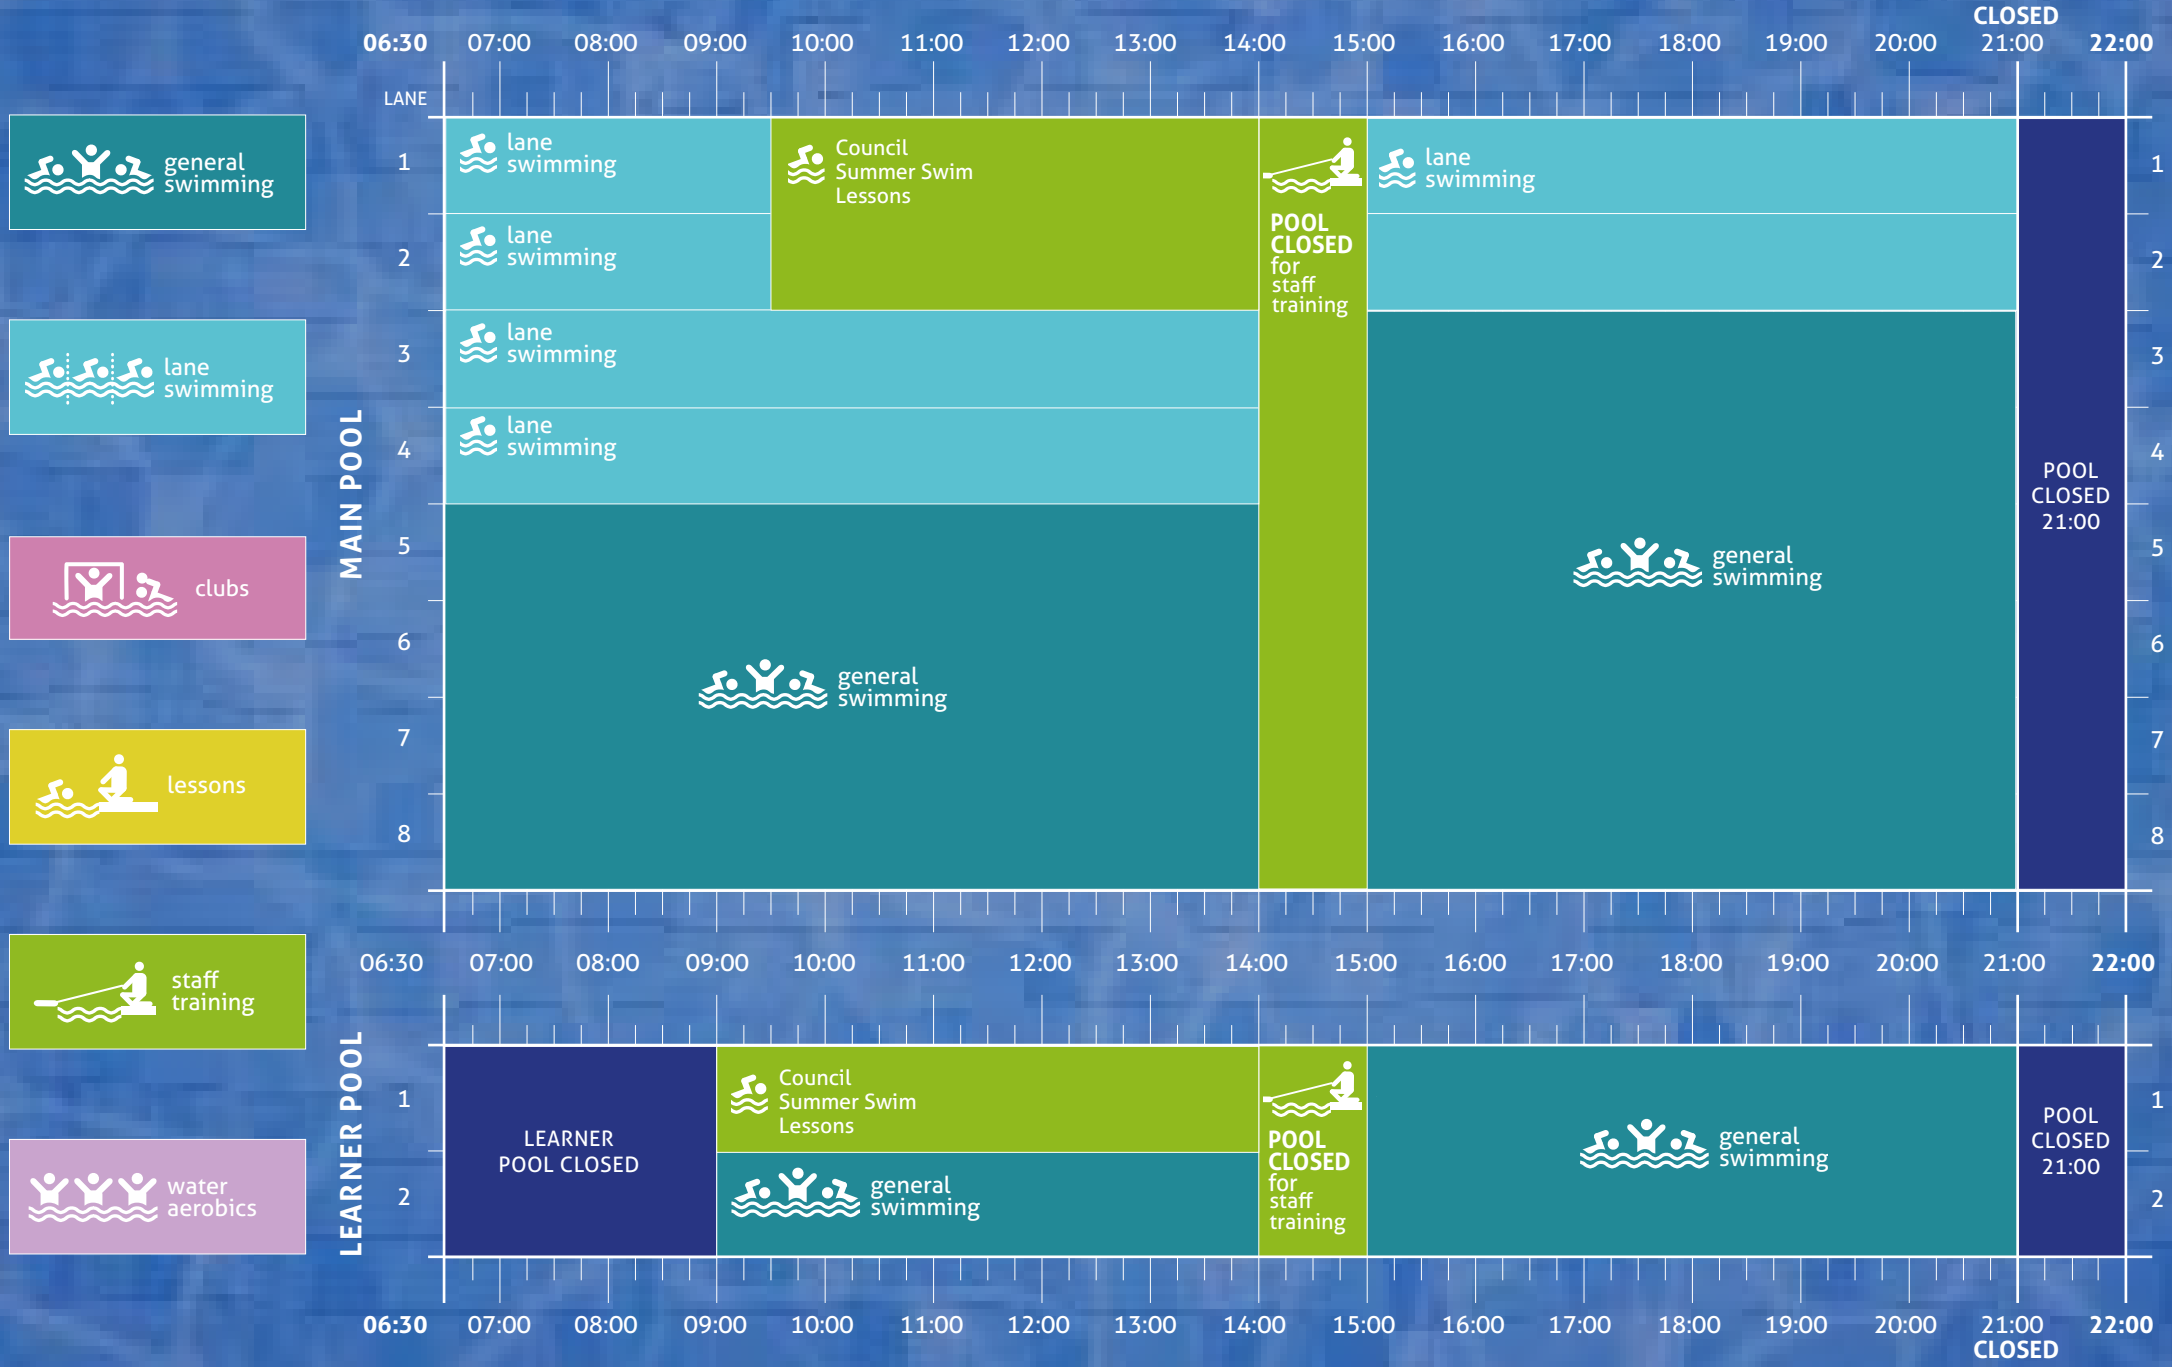 CLOSED
06:30 07:00 08:00 09:00 10:00 11:00 12:00 13:00 14:00 15:00 16:00 17:00 18:00 19:00 20:00 21:00 22:00
LANE
general
swimming
lane
swimming
clubs
lessons
staff
training
water
aerobics
MAIN POOL
1
2
3
4
5
6
7
8
lane
swimming
lane
swimming
lane
swimming
lane
swimming
Council
Summer Swim
Lessons
general
swimming
POOL
CLOSED
for
staff
training
lane
swimming
general
swimming
POOL
CLOSED
21:00
1
2
3
4
5
6
7
8
06:30 07:00 08:00 09:00 10:00 11:00 12:00 13:00 14:00 15:00 16:00 17:00 18:00 19:00 20:00 21:00 22:00
LEARNER POOL
1
2
LEARNER
POOL CLOSED
Council
Summer Swim
Lessons
general
swimming
POOL
CLOSED
for
staff
training
general
swimming
POOL
CLOSED
21:00
1
2
06:30 07:00 08:00 09:00 10:00 11:00 12:00 13:00 14:00 15:00 16:00 17:00 18:00 19:00 20:00 21:00 22:00
CLOSED